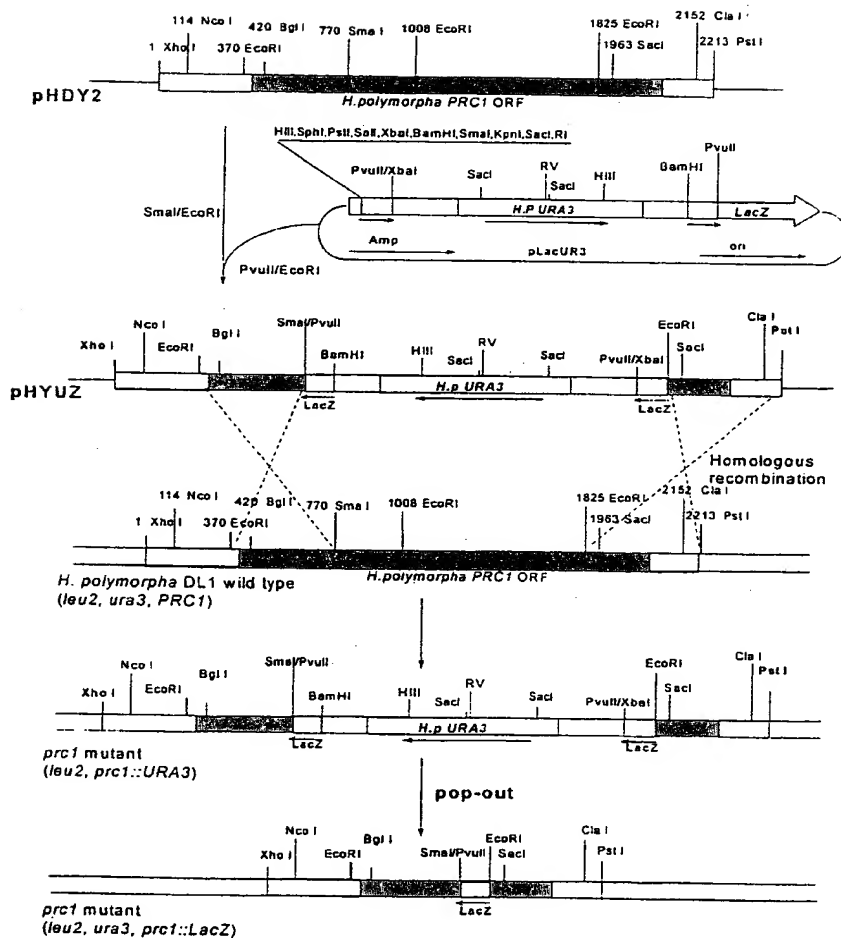 2152 Cla I
114 Nco I
420 Bgl I
770 Sma I
1008 EcoRI
1825 EcoRI
1 Xho I
370 EcoRI
1963 SacI
2213 Pst I
pHDY2
H.polymorpha PRC1 ORF
HIII,SphI,PstI,SalI,XbaI,BamHI,SmaI,KpnI,SacI,RI
PvuII/XbaI
SacI
RV
SacI
HIII
BamHI
PvuII
SmaI/EcoRI
H.P URA3
LacZ
Amp
pLacUR3
ori
PvuII/EcoRI
Xho I
Nco I
EcoRI
Bgl I
SmaI/PvuII
BamHI
HIII
SacI
RV
SacI
PvuII/XbaI
EcoRI
SacI
Cla I
Pst I
pHYUZ
LacZ
H.p URA3
LacZ
Homologous
recombination
2152 Cla I
114 Nco I
420 Bgl I
770 Sma I
1008 EcoRI
1825 EcoRI
1 Xho I
370 EcoRI
1963 SacI
2213 Pst I
H. polymorpha DL1 wild type
H.polymorpha PRC1 ORF
(leu2, ura3, PRC1)
Xho I
Nco I
EcoRI
Bgl I
SmaI/PvuII
BamHI
HIII
SacI
RV
SacI
PvuII/XbaI
EcoRI
SacI
Cla I
Pst I
LacZ
H.p URA3
LacZ
prc1 mutant
(leu2, prc1::URA3)
pop-out
Xho I
Nco I
EcoRI
Bgl I
SmaI/PvuII
EcoRI
SacI
Cla I
Pst I
LacZ
prc1 mutant
(leu2, ura3, prc1::LacZ)